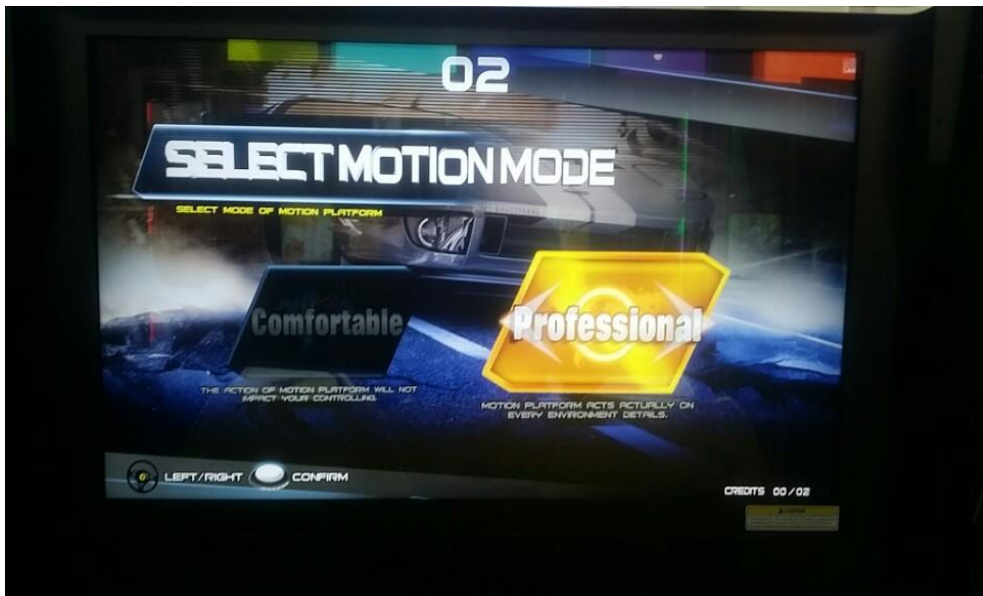 02
SELECT MOTION MODE
SELECT MODE OF MOTION PLATFORM
Comfortable
Professional
THE ACTION OF MOTION PLATFORM WILL NOT
IMPACT YOUR CONTROLLING.
MOTION PLATFORM ACTS ACTUALLY ON
EVERY ENVIRONMENT DETAILS.
LEFT/RIGHT
CONFIRM
CREDITS 00/02
CAUTION